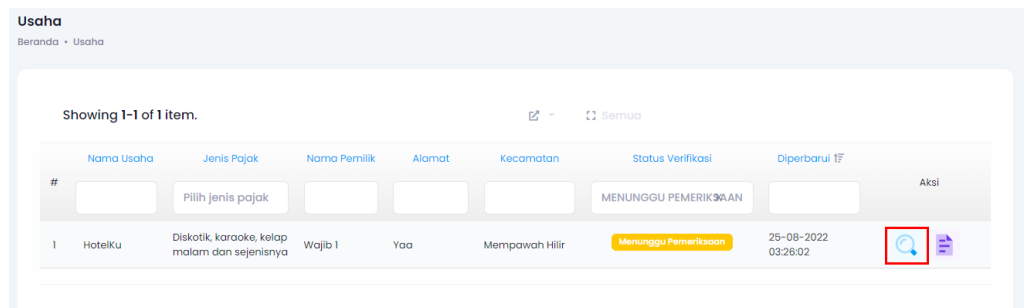 Usaha
Beranda • Usaha
Showing 1-1 of 1 item.
Semua
Nama Usaha Jenis Pajak Nama Pemilik Alamat Kecamatan Status Verifikasi Diperbarui
# Aksi
Pilih jenis pajak MENUNGGU PEMERIKSAAN
1 HotelKu Diskotik, karaoke, kelap malam dan sejenisnya Wajib 1 Yaa Mempawah Hilir Menunggu Pemeriksaan 25-08-2022 03:26:02